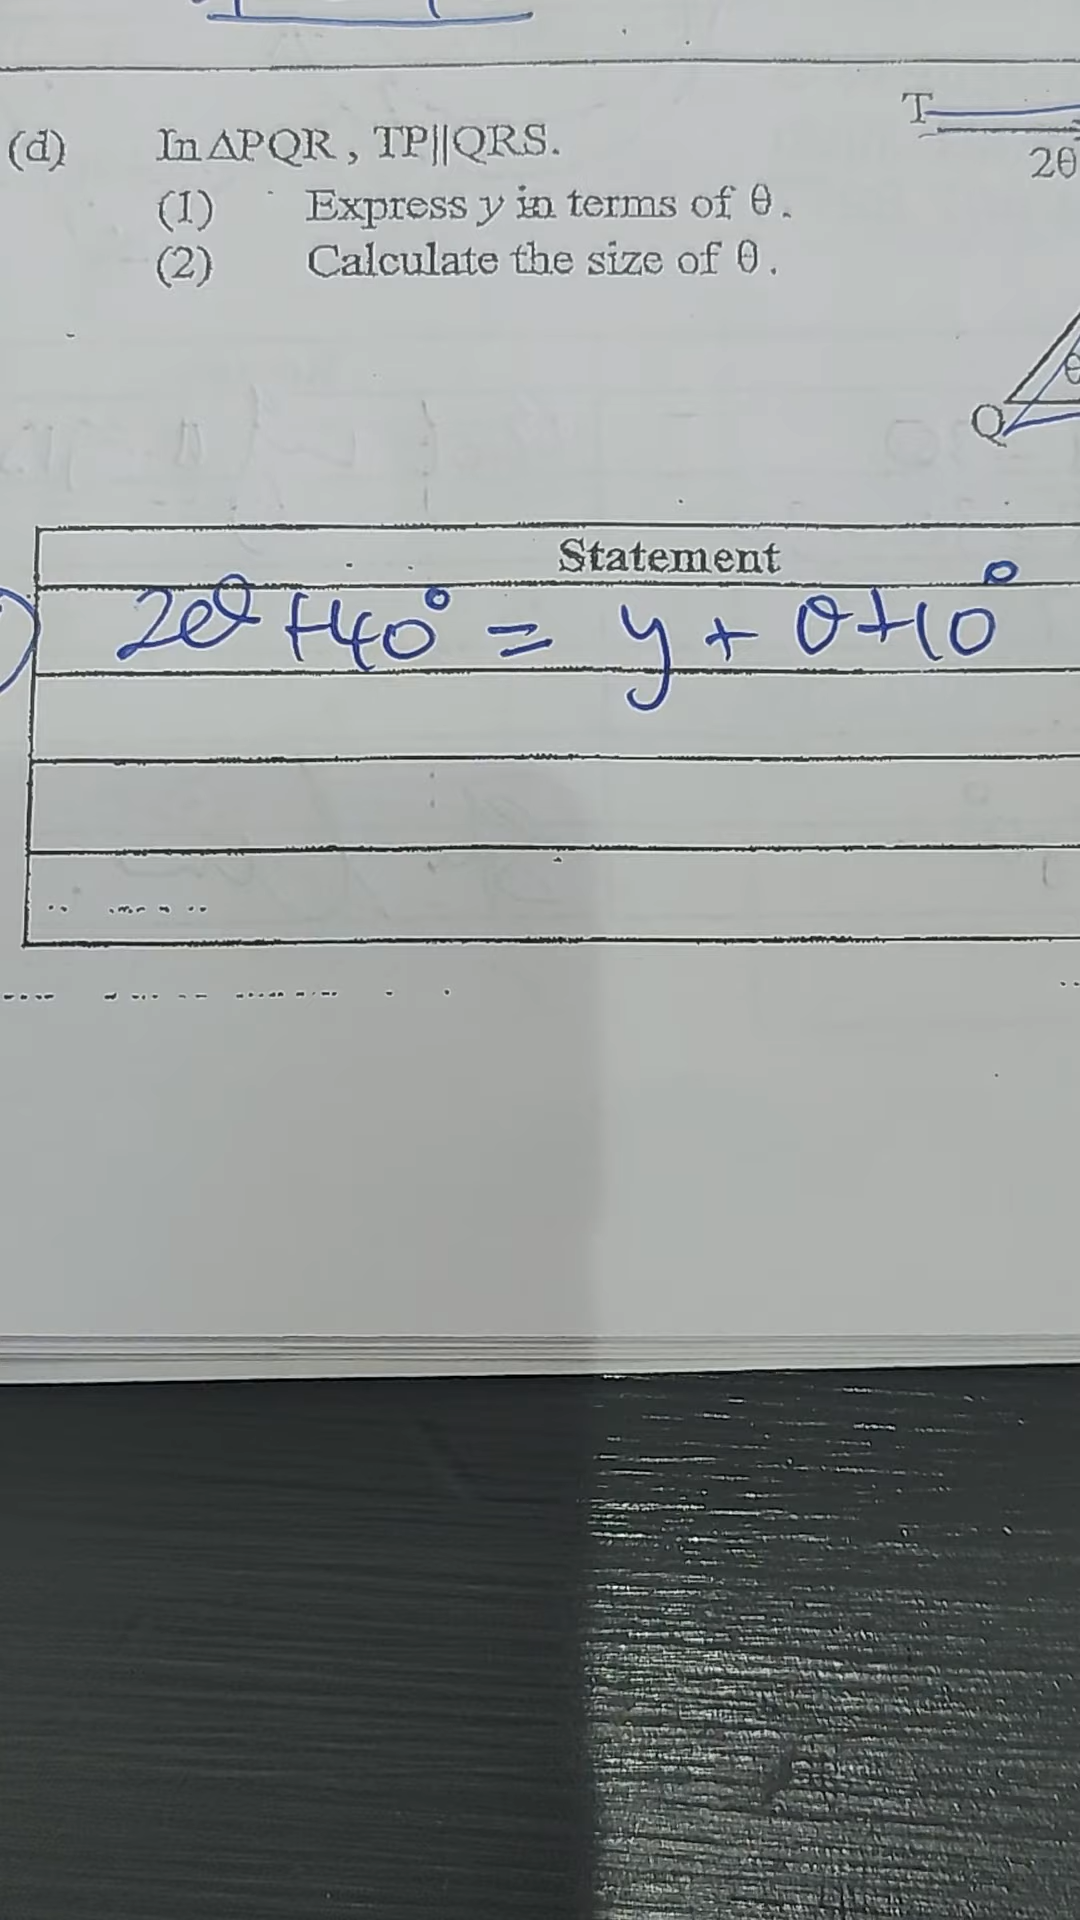 (d) In ΔPQR, TP||QRS.
(1) Express y in terms of θ.
(2) Calculate the size of θ.
T
2θ
θ
Q
Statement
2θ + 40° = y + θ + 10°